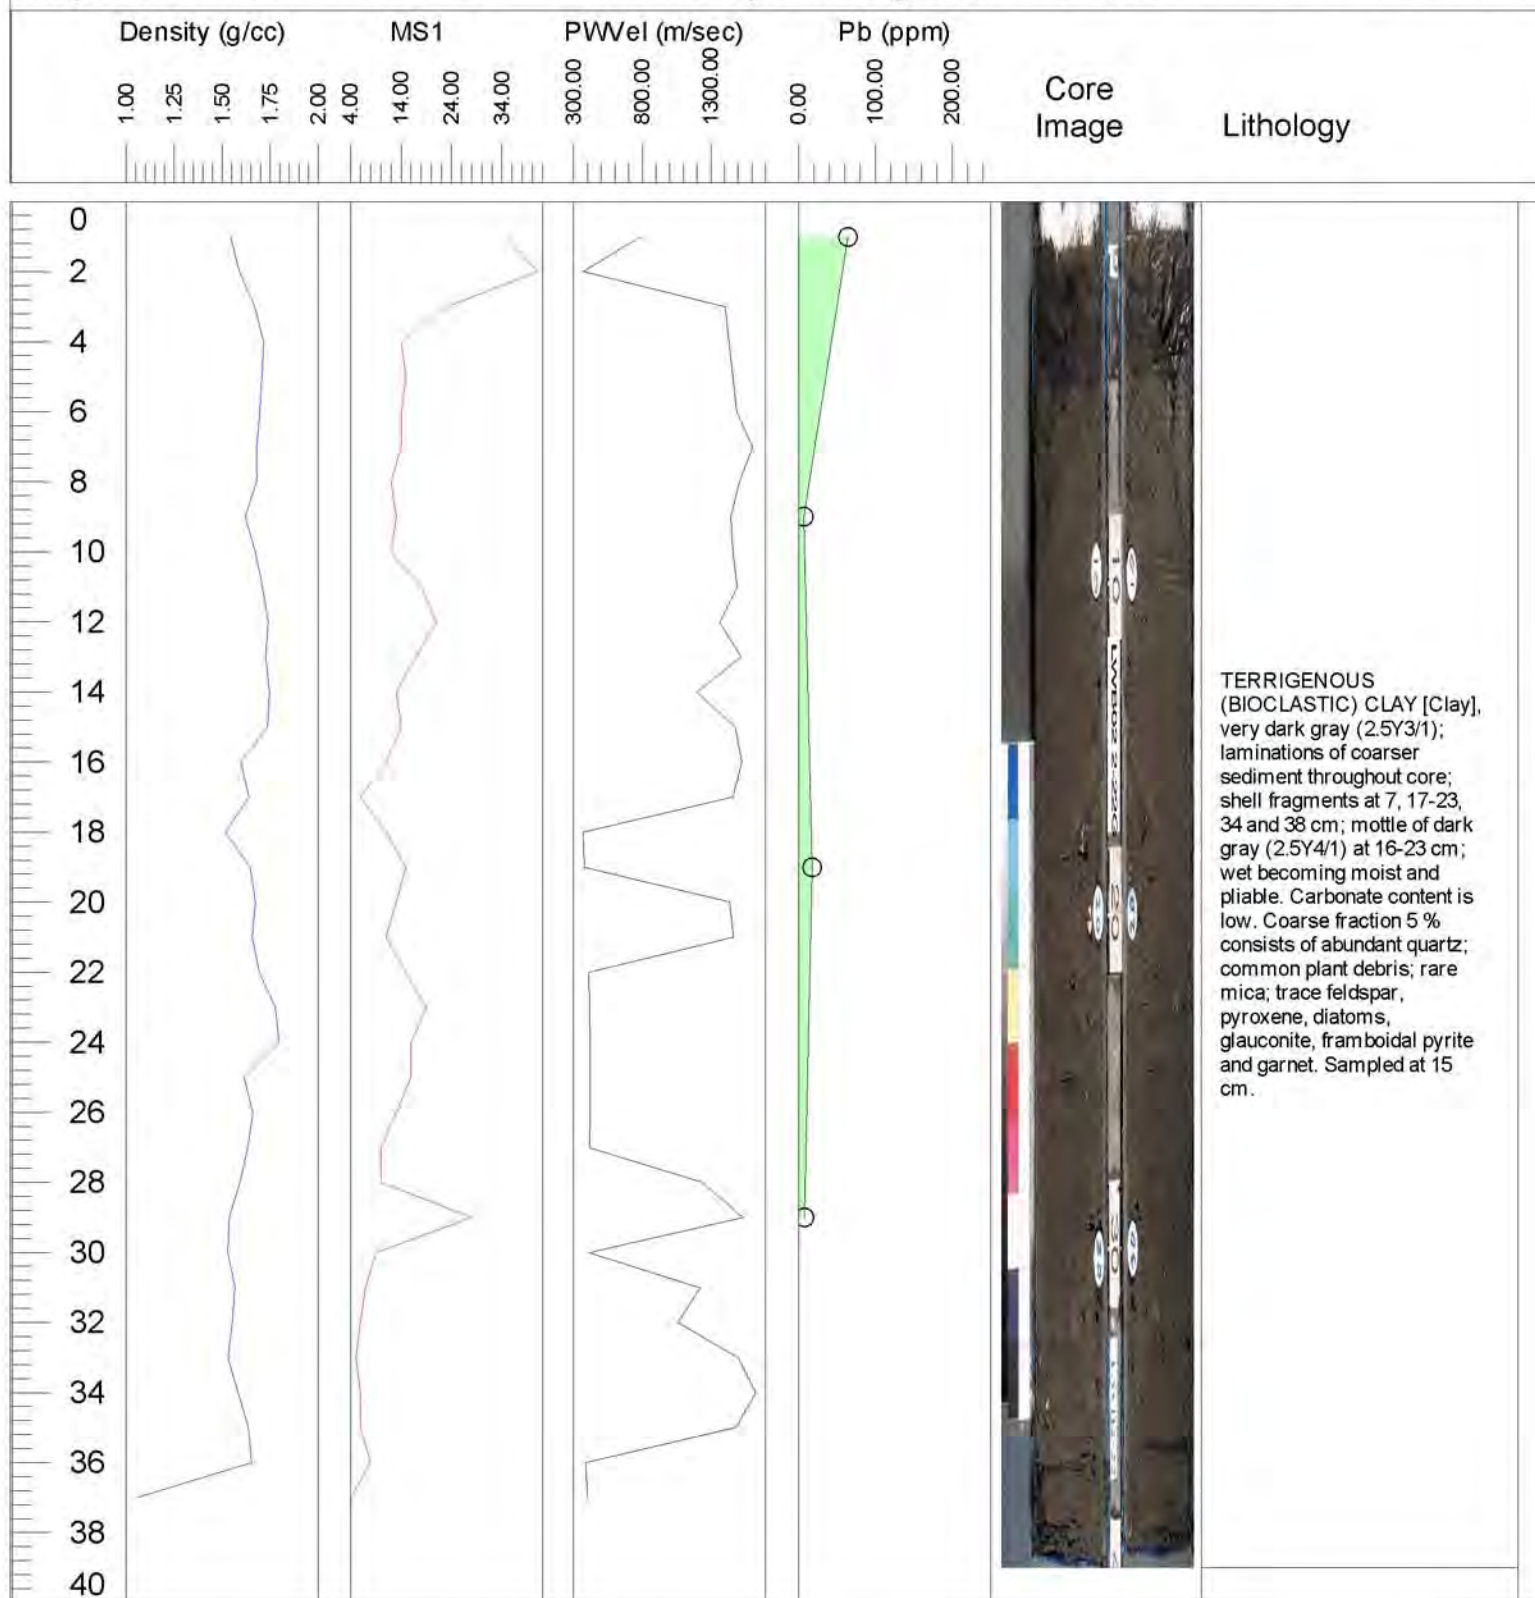 Density (g/cc) MS1 PWVel (m/sec) Pb (ppm)
1.00 1.25 1.50 1.75 2.00 4.00 14.00 24.00 34.00 300.00 800.00 1300.00 0.00 100.00 200.00
Core
Image
Lithology
0
2
4
6
8
10
12
14
16
18
20
22
24
26
28
30
32
34
36
38
40
10
20
30
TERRIGENOUS
(BIOCLASTIC) CLAY [Clay],
very dark gray (2.5Y3/1);
laminations of coarser
sediment throughout core;
shell fragments at 7, 17-23,
34 and 38 cm; mottle of dark
gray (2.5Y4/1) at 16-23 cm;
wet becoming moist and
pliable. Carbonate content is
low. Coarse fraction 5 %
consists of abundant quartz;
common plant debris; rare
mica; trace feldspar,
pyroxene, diatoms,
glauconite, framboidal pyrite
and garnet. Sampled at 15
cm.